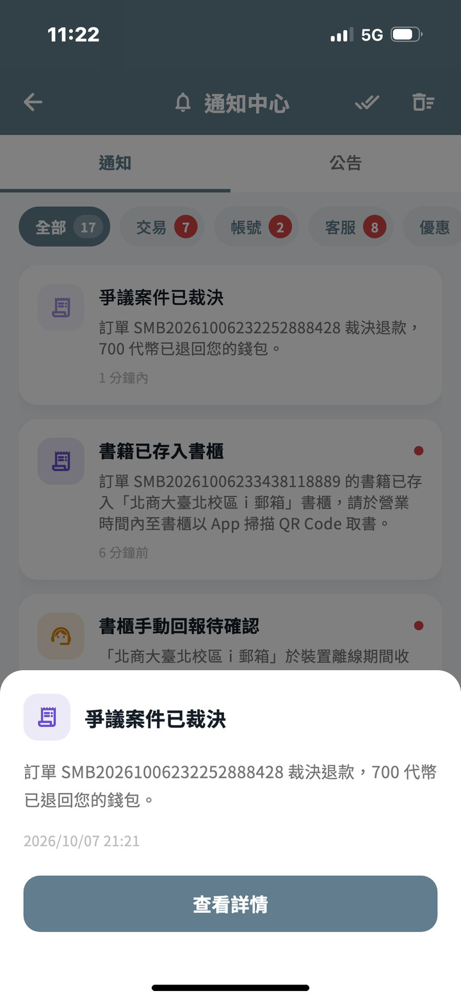 11:22
5G
通知中心
通知
公告
全部 17
交易 7
帳號 2
客服 8
優惠
爭議案件已裁決
訂單 SMB20261006232252888428 裁決退款，
700 代幣已退回您的錢包。
1 分鐘內
書籍已存入書櫃
訂單 SMB20261006233438118889 的書籍已存
入「北商大臺北校區 i 郵箱」書櫃，請於營業
時間內至書櫃以 App 掃描 QR Code 取書。
6 分鐘前
書櫃手動回報待確認
「北商大臺北校區 i 郵箱」於裝置離線期間收
爭議案件已裁決
訂單 SMB20261006232252888428 裁決退款，700 代幣
已退回您的錢包。
2026/10/07 21:21
查看詳情